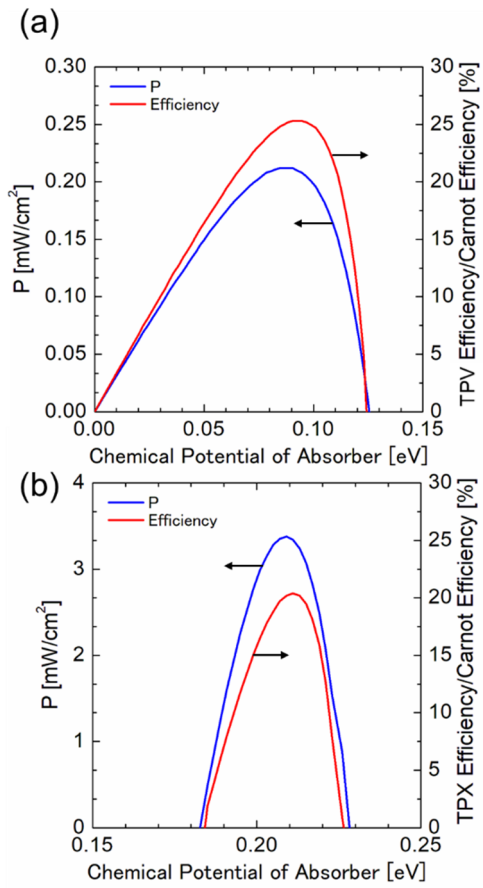 (a)
0.30
0.25
0.20
0.15
0.10
0.05
0.00
P [mW/cm²]
P
Efficiency
30
25
20
15
10
5
0
TPV Efficiency/Carnot Efficiency [%]
0.00
0.05
0.10
0.15
Chemical Potential of Absorber [eV]
(b)
4
3
2
1
0
P [mW/cm²]
P
Efficiency
30
25
20
15
10
5
0
TPX Efficiency/Carnot Efficiency [%]
0.15
0.20
0.25
Chemical Potential of Absorber [eV]